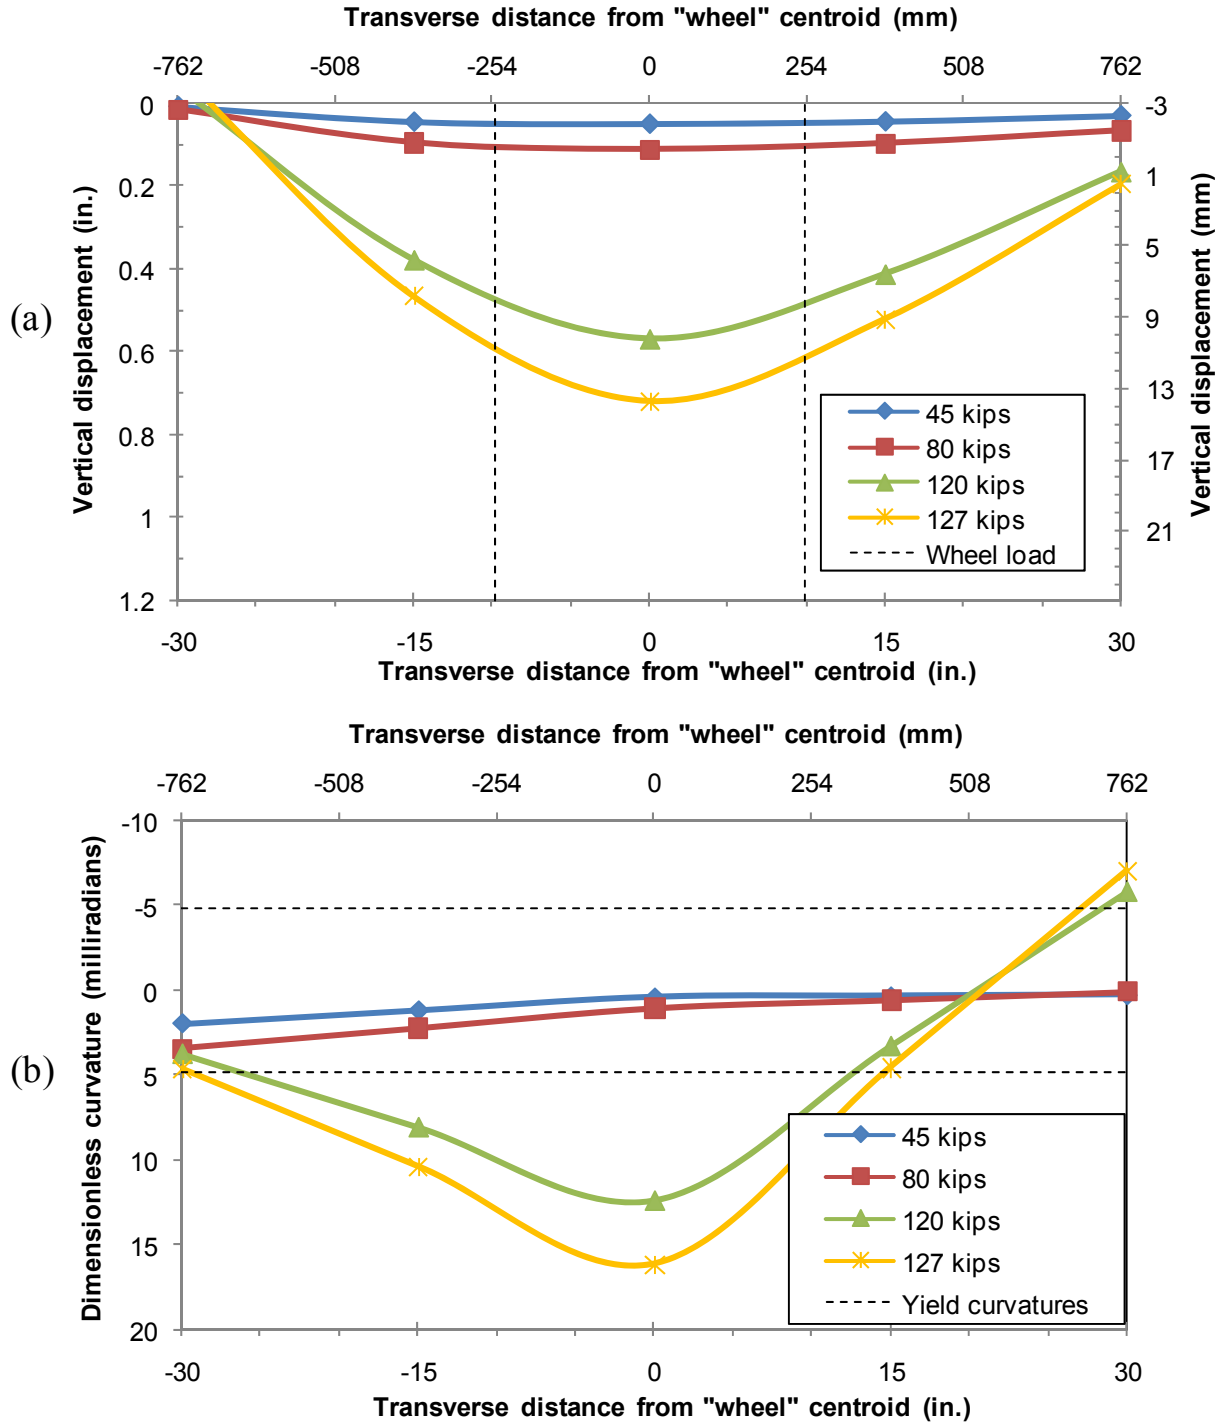 Transverse distance from "wheel" centroid (mm)
-762 -508 -254 0 254 508 762
(a)
Vertical displacement (in.)
0
0.2
0.4
0.6
0.8
1
1.2
-3
1
5
9
13
17
21
Vertical displacement (mm)
45 kips
80 kips
120 kips
127 kips
Wheel load
-30 -15 0 15 30
Transverse distance from "wheel" centroid (in.)
Transverse distance from "wheel" centroid (mm)
-762 -508 -254 0 254 508 762
(b)
Dimensionless curvature (milliradians)
-10
-5
0
5
10
15
20
45 kips
80 kips
120 kips
127 kips
Yield curvatures
-30 -15 0 15 30
Transverse distance from "wheel" centroid (in.)